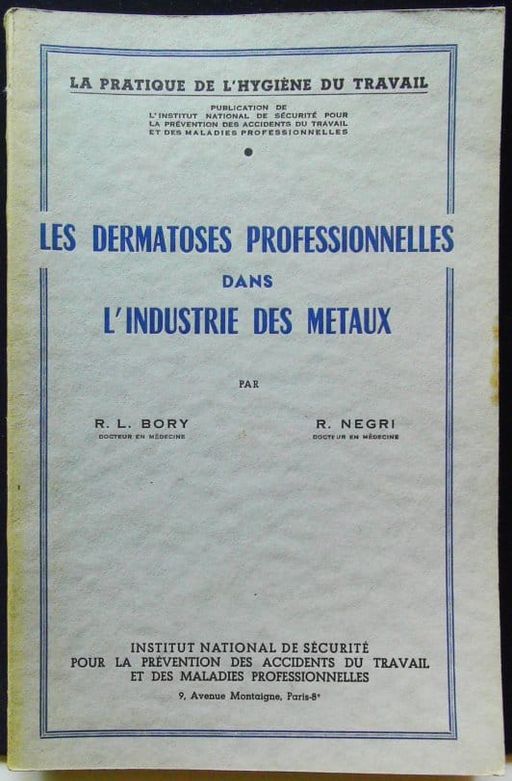 LA PRATIQUE DE L'HYGIÈNE DU TRAVAIL
PUBLICATION DE
L'INSTITUT NATIONAL DE SÉCURITÉ POUR
LA PRÉVENTION DES ACCIDENTS DU TRAVAIL
ET DES MALADIES PROFESSIONNELLES
LES DERMATOSES PROFESSIONNELLES
DANS
L'INDUSTRIE DES METAUX
PAR
R. L. BORY R. NEGRI
DOCTEUR EN MÉDECINE DOCTEUR EN MÉDECINE
INSTITUT NATIONAL DE SÉCURITÉ
POUR LA PRÉVENTION DES ACCIDENTS DU TRAVAIL
ET DES MALADIES PROFESSIONNELLES
9, Avenue Montaigne, Paris-8ᵉ